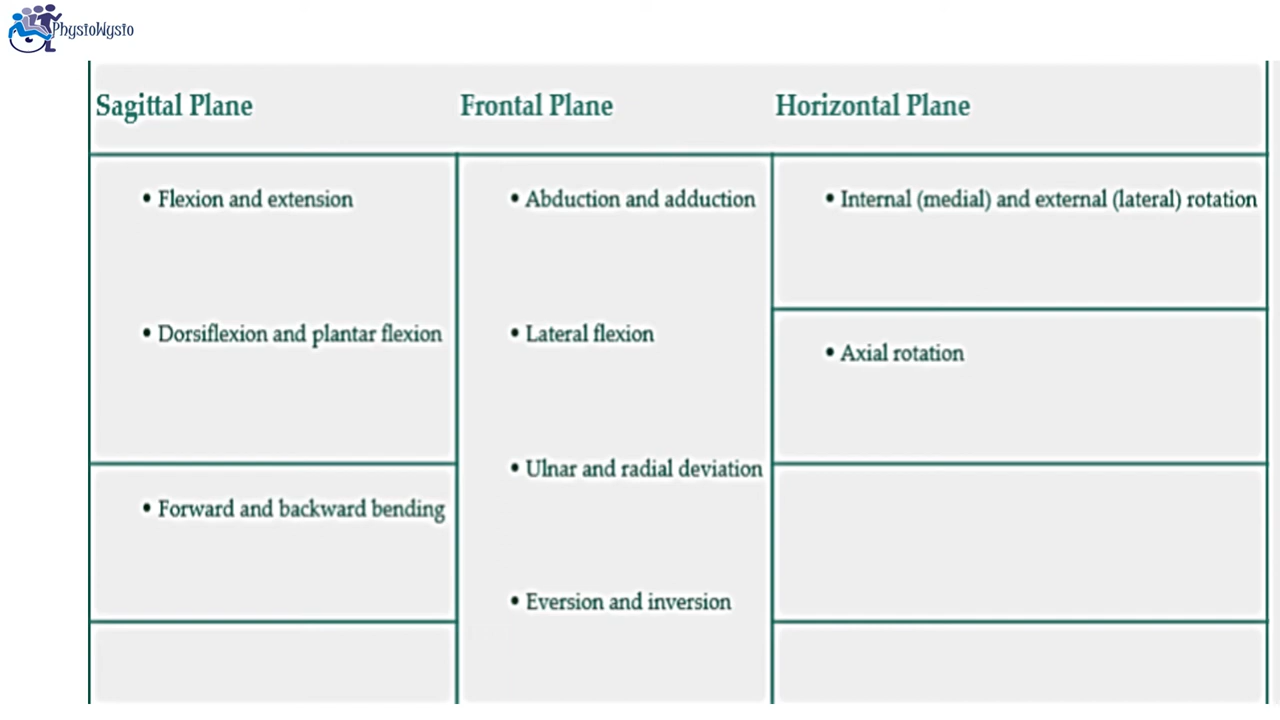 PhysioWysio
Sagittal Plane
Frontal Plane
Horizontal Plane
• Flexion and extension
• Abduction and adduction
• Internal (medial) and external (lateral) rotation
• Dorsiflexion and plantar flexion
• Lateral flexion
• Axial rotation
• Ulnar and radial deviation
• Forward and backward bending
• Eversion and inversion